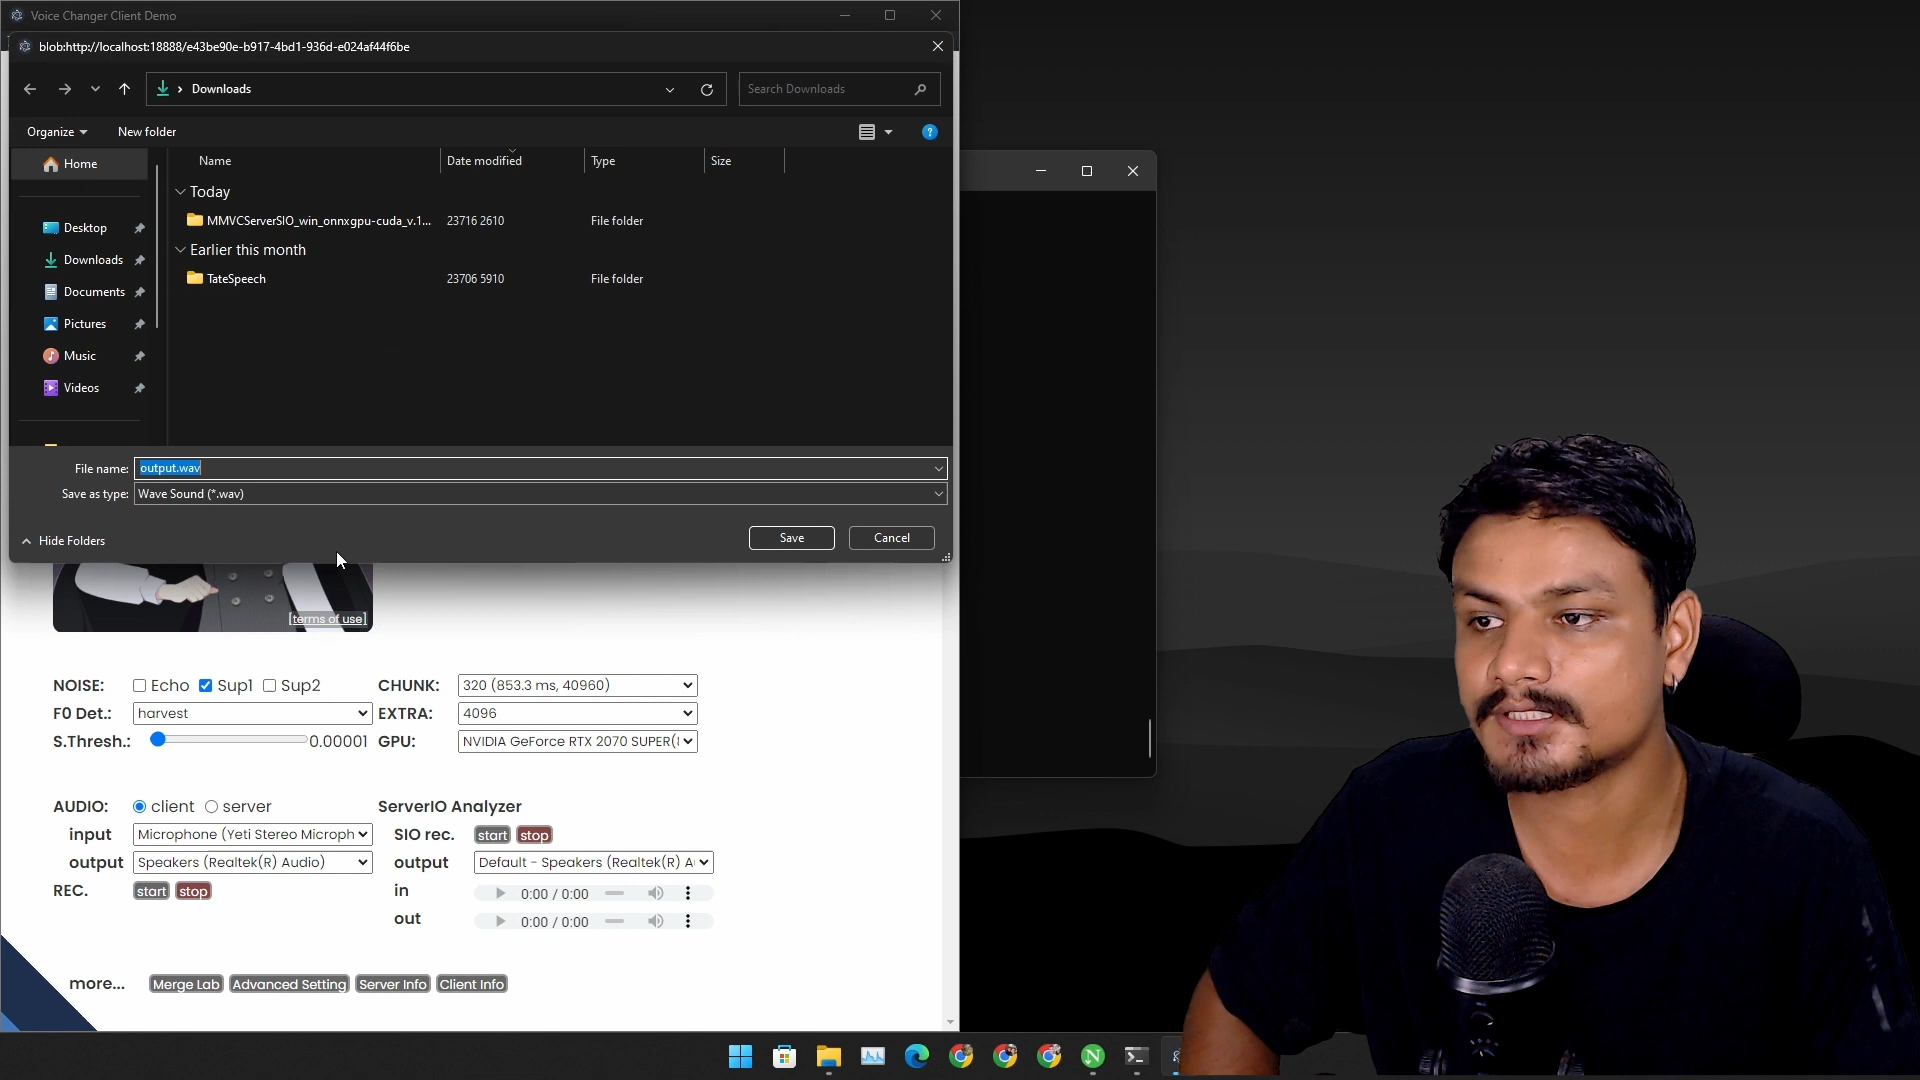 Voice Changer Client Demo
blob:http://localhost:18888/e43be90e-b917-4bd1-936d-e024af44f6be
Downloads
Search Downloads
Organize
New folder
Name
Date modified
Type
Size
Home
Desktop
Downloads
Documents
Pictures
Music
Videos
Today
MMVCServerSIO_win_onnxgpu-cuda_v.1... 23716 2610 File folder
Earlier this month
TateSpeech 23706 5910 File folder
File name: output.wav
Save as type: Wave Sound (*.wav)
Hide Folders
Save
Cancel
[terms of use]
NOISE: Echo Sup1 Sup2 CHUNK: 320 (853.3 ms, 40960)
F0 Det.: harvest EXTRA: 4096
S.Thresh.: 0.00001 GPU: NVIDIA GeForce RTX 2070 SUPER(
AUDIO: client server ServerIO Analyzer
input Microphone (Yeti Stereo Microph SIO rec. start stop
output Speakers (Realtek(R) Audio) output Default - Speakers (Realtek(R) A
REC. start stop in 0:00 / 0:00
out 0:00 / 0:00
more... Merge Lab Advanced Setting Server Info Client Info